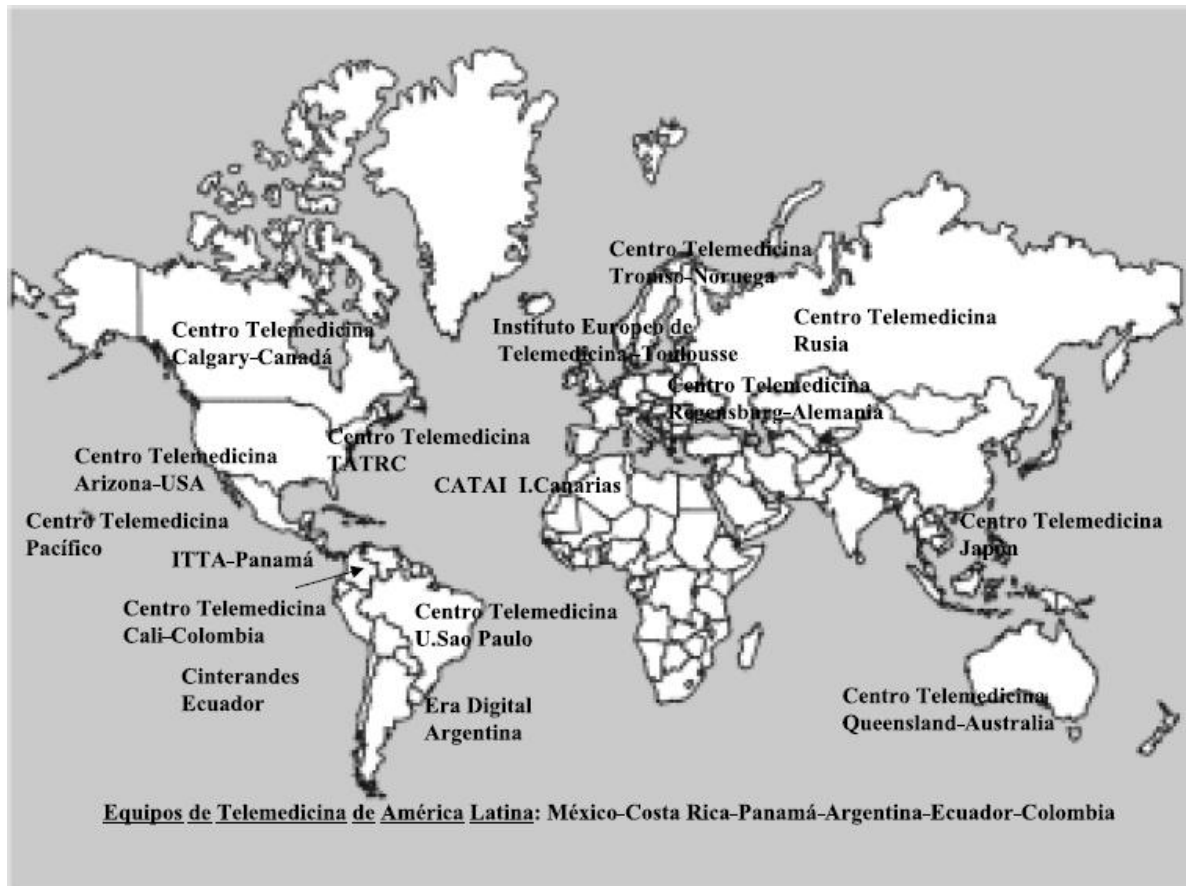 Centro Telemedicina
Tromso-Noruega
Centro Telemedicina
Calgary-Canadá
Instituto Europeo de
Telemedicina-Toulousse
Centro Telemedicina
Rusia
Centro Telemedicina
Regensburg-Alemania
Centro Telemedicina
TATRC
Centro Telemedicina
Arizona-USA
CATAI I.Canarias
Centro Telemedicina
Pacífico
Centro Telemedicina
Japón
ITTA-Panamá
Centro Telemedicina
Cali-Colombia
Centro Telemedicina
U.Sao Paulo
Cinterandes
Ecuador
Era Digital
Argentina
Centro Telemedicina
Queensland-Australia
Equipos de Telemedicina de América Latina: México-Costa Rica-Panamá-Argentina-Ecuador-Colombia